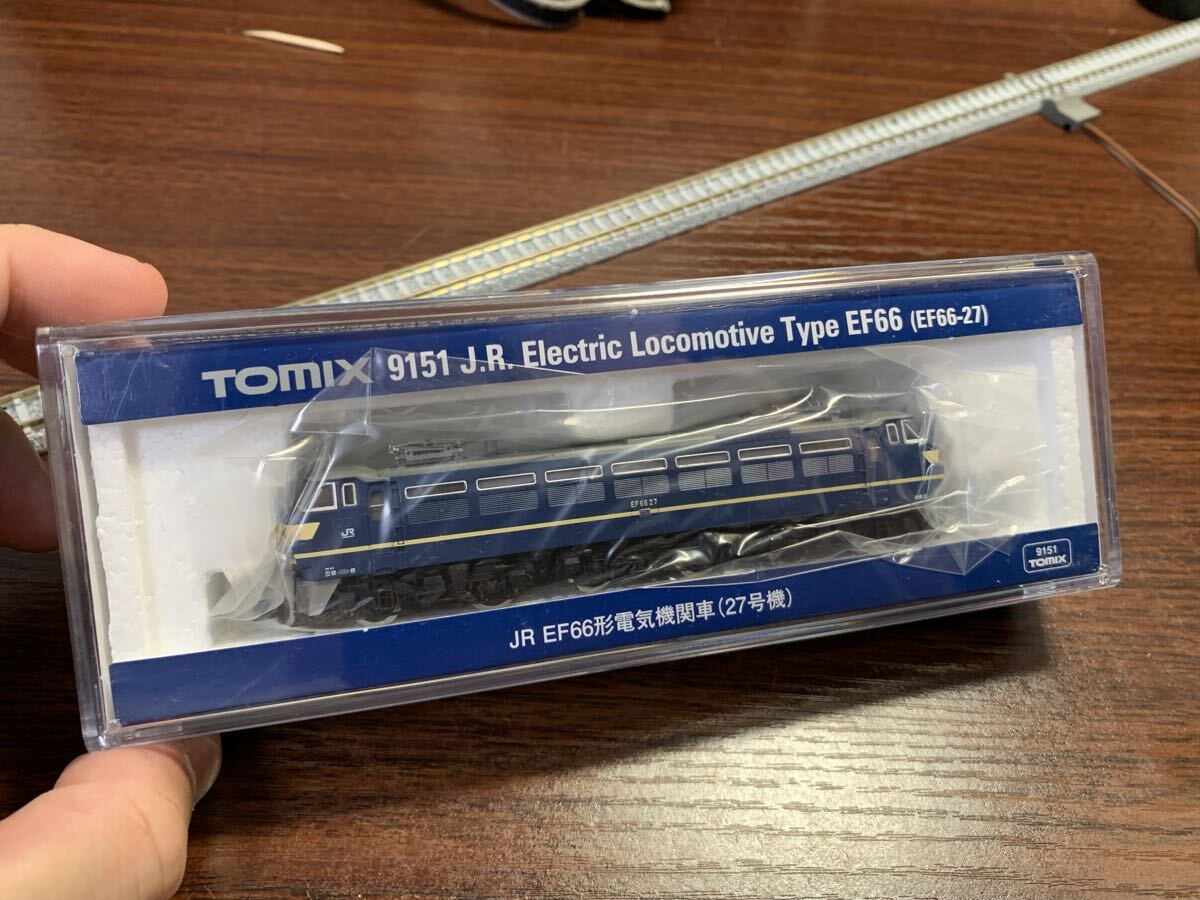 TOMIX 9151 J.R. Electric Locomotive Type EF66 (EF66-27)
EF66 27
JR
9151
TOMIX
JR EF66形電気機関車(27号機)